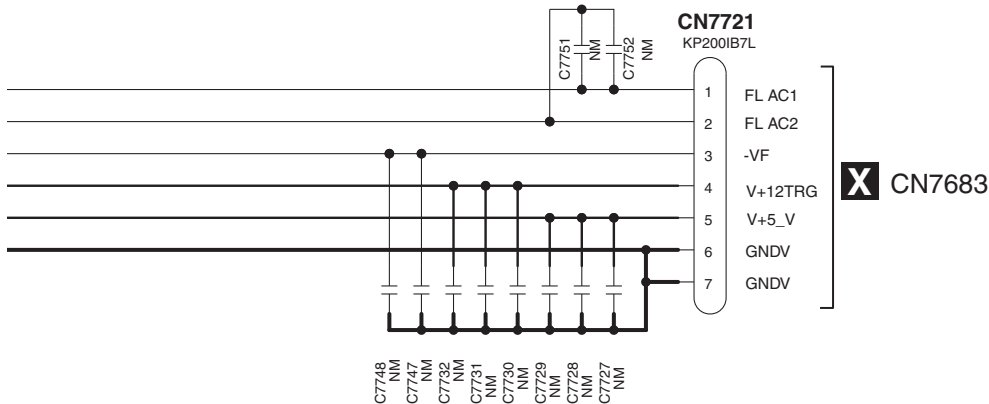 CN7721
KP200IB7L
C7751
NM
C7752
NM
1 FL AC1
2 FL AC2
3 -VF
4 V+12TRG
5 V+5_V
6 GNDV
7 GNDV
X CN7683
C7748
NM
C7747
NM
C7732
NM
C7731
NM
C7730
NM
C7729
NM
C7728
NM
C7727
NM